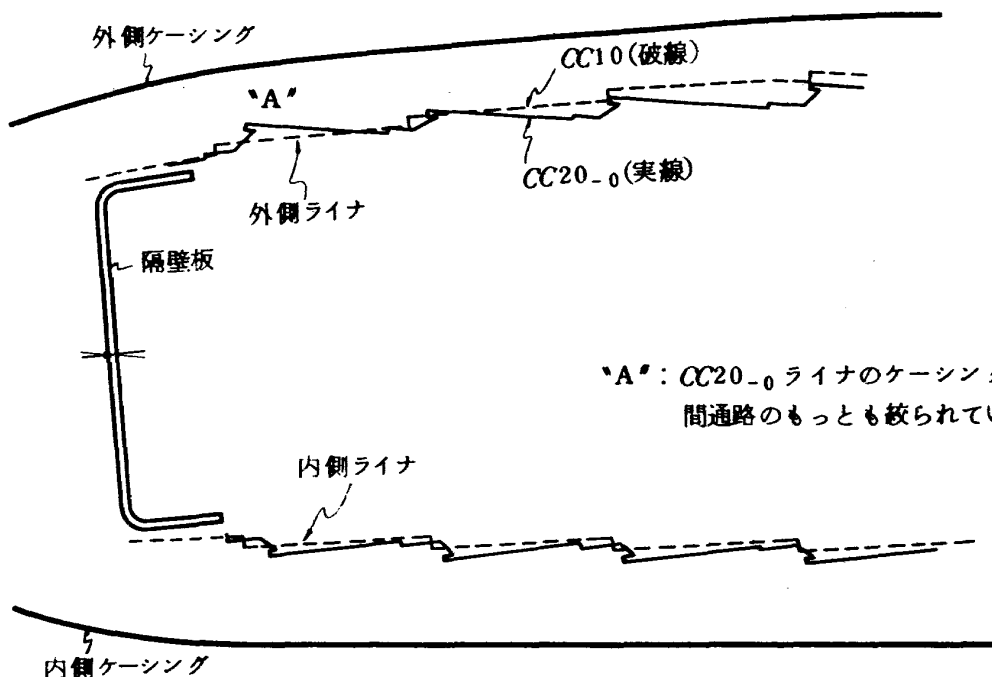 外側ケーシング
"A"
CC10(破線)
CC20₋₀(実線)
外側ライナ
隔壁板
"A"：CC20₋₀ライナのケーシン
間通路のもっとも絞られてい
内側ライナ
内側ケーシング